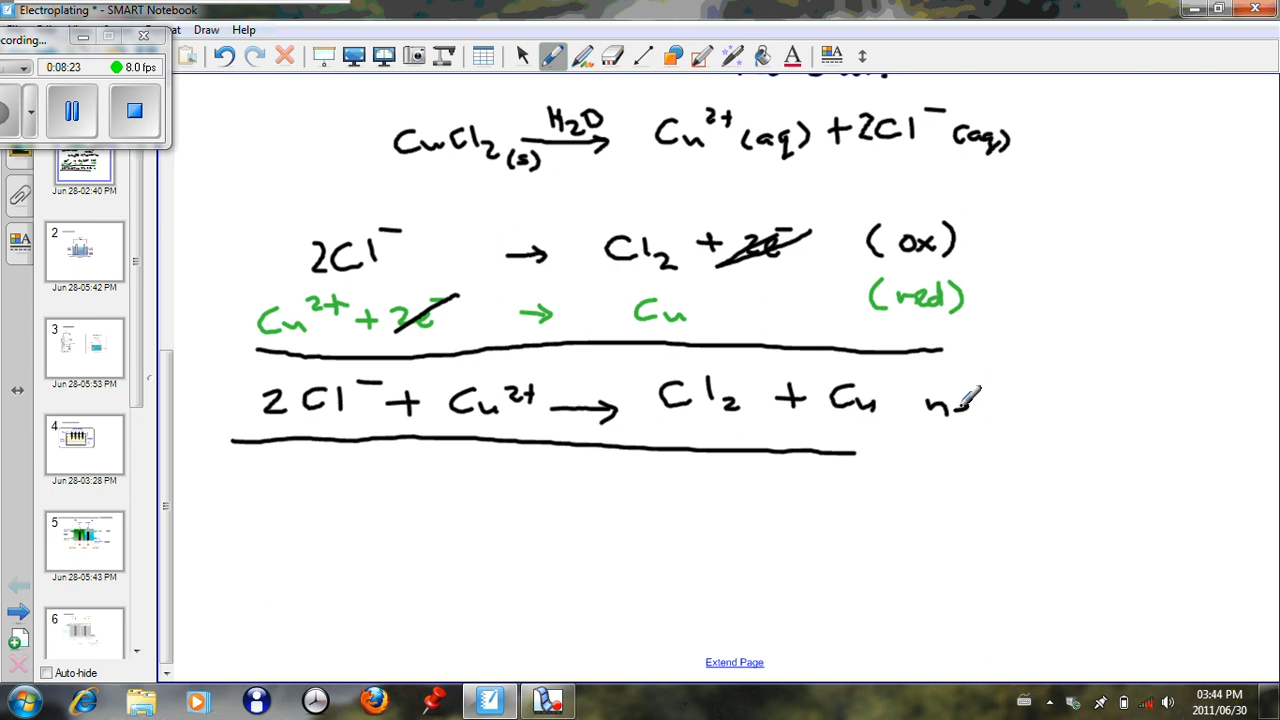 Electroplating * - SMART Notebook
Draw Help
cording...
0:08:23 8.0 fps
CuCl₂(s) H₂O → Cu²⁺(aq) + 2Cl⁻(aq)
2Cl⁻ → Cl₂ + 2e⁻ (ox)
Cu²⁺ + 2e⁻ → Cu (red)
2Cl⁻ + Cu²⁺ → Cl₂ + Cu ns
Jun 28-02:40 PM
2
Jun 28-05:42 PM
3
Jun 28-05:53 PM
4
Jun 28-03:28 PM
5
Jun 28-05:43 PM
6
Auto-hide
Extend Page
03:44 PM
2011/06/30